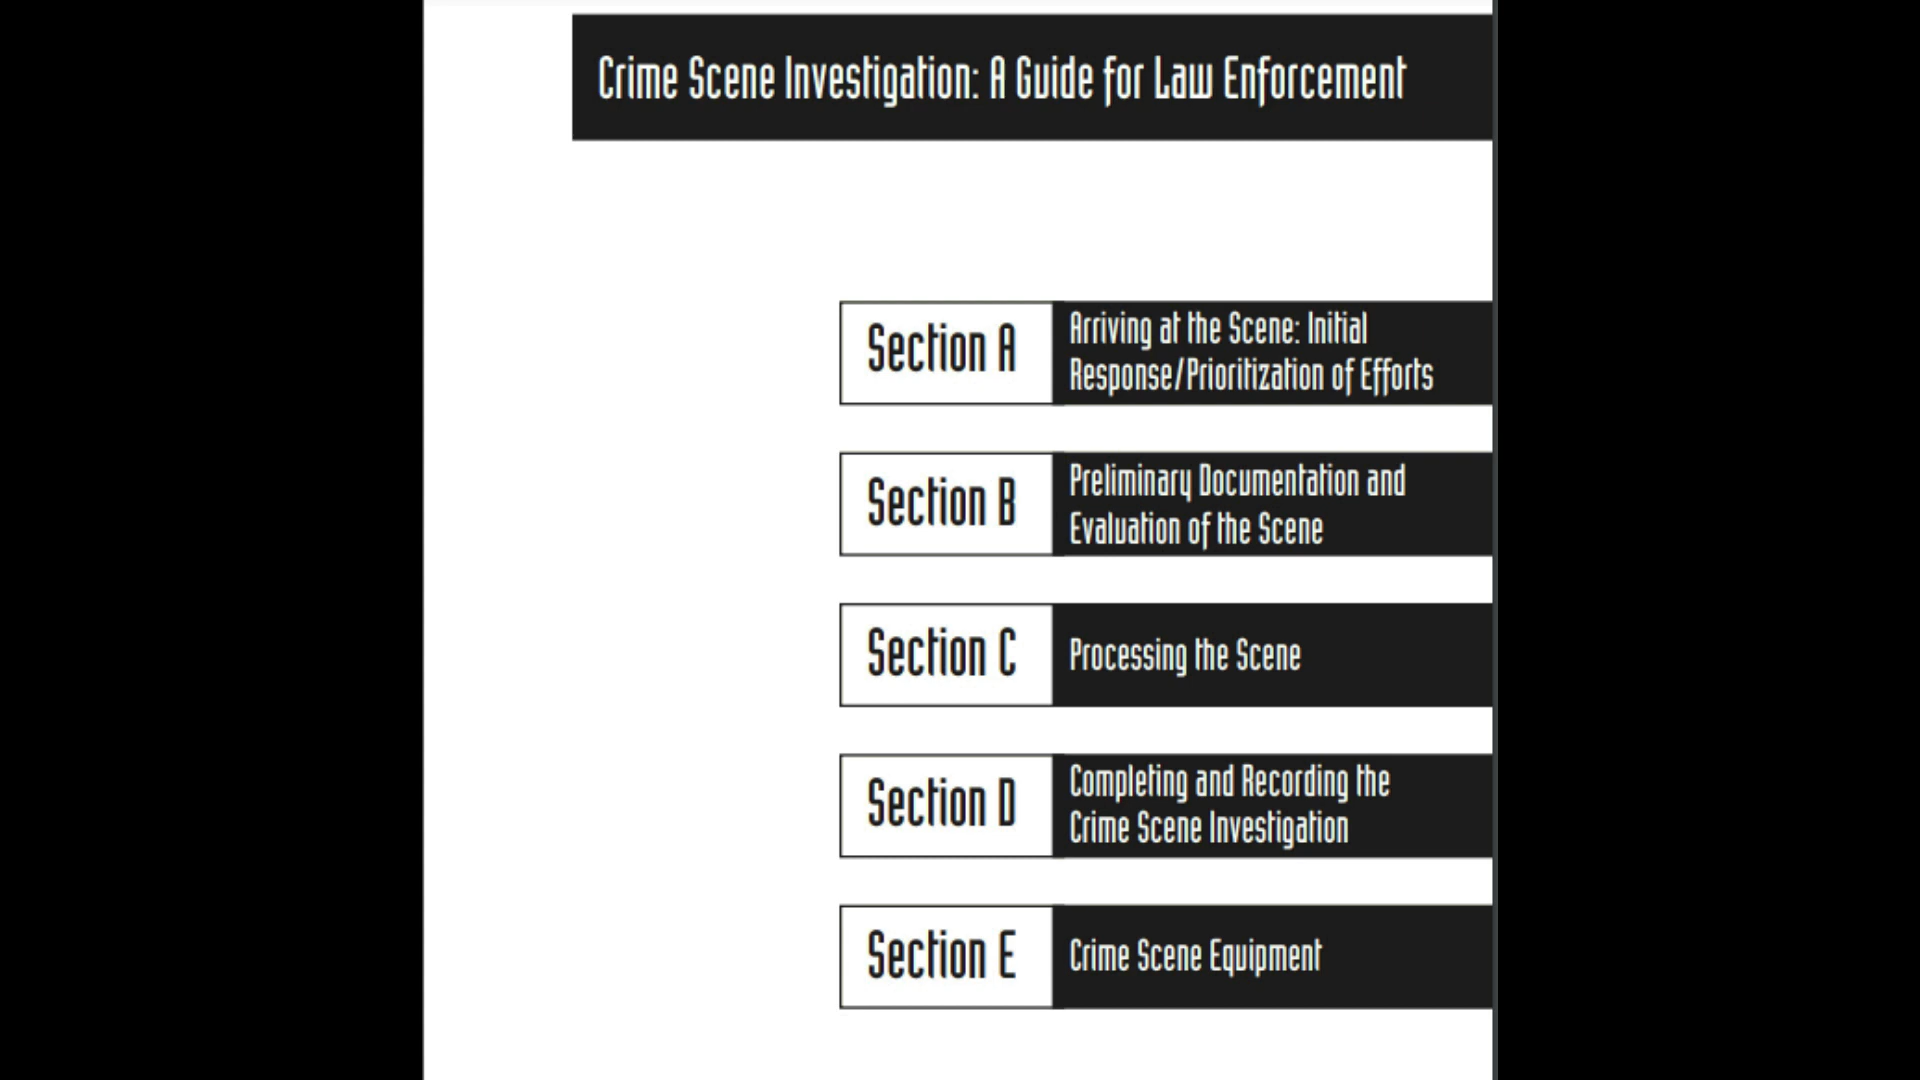 Crime Scene Investigation: A Guide for Law Enforcement
Section A
Arriving at the Scene: Initial
Response/Prioritization of Efforts
Section B
Preliminary Documentation and
Evaluation of the Scene
Section C
Processing the Scene
Section D
Completing and Recording the
Crime Scene Investigation
Section E
Crime Scene Equipment